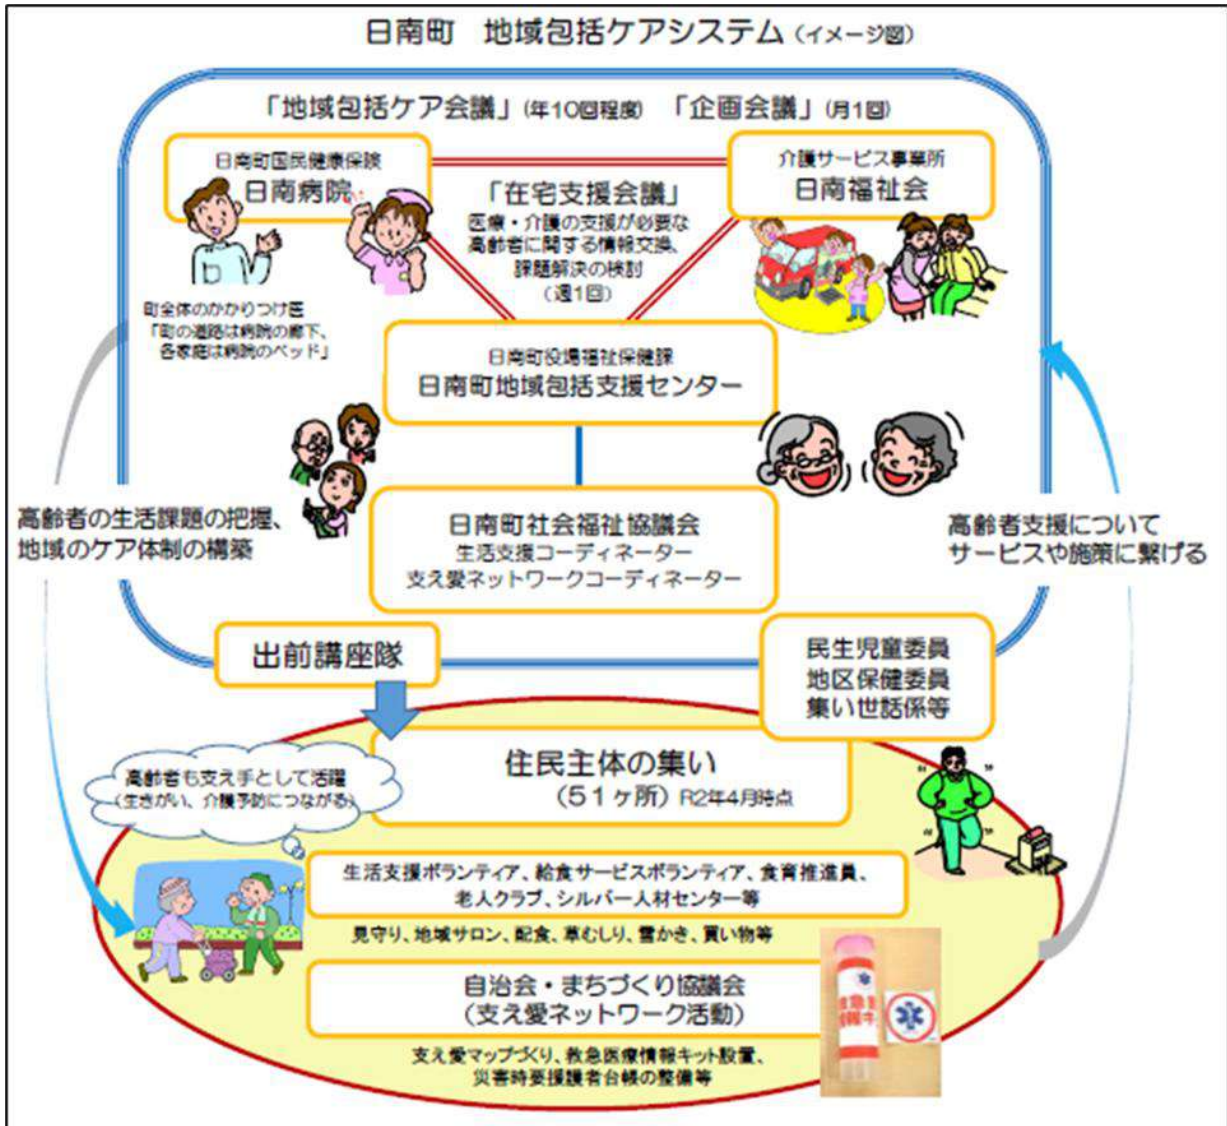 日南町 地域包括ケアシステム（イメージ図）
「地域包括ケア会議」（年10回程度） 「企画会議」（月1回）
日南町国民健康保険
日南病院
介護サービス事業所
日南福祉会
「在宅支援会議」
医療・介護の支援が必要な
高齢者に関する情報交換、
課題解決の検討
（週1回）
町全体のかかりつけ医
「町の道路は病院の廊下、
各家庭は病院のベッド」
日南町役場福祉保健課
日南町地域包括支援センター
高齢者の生活課題の把握、
地域のケア体制の構築
日南町社会福祉協議会
生活支援コーディネーター
支え愛ネットワークコーディネーター
高齢者支援について
サービスや施策に繋げる
出前講座隊
民生児童委員
地区保健委員
集い世話係等
住民主体の集い
（５１ヶ所）R2年4月時点
高齢者も支え手として活躍
（生きがい、介護予防につながる）
生活支援ボランティア、給食サービスボランティア、食育推進員、
老人クラブ、シルバー人材センター等
見守り、地域サロン、配食、草むしり、雪かき、買い物等
自治会・まちづくり協議会
（支え愛ネットワーク活動）
支え愛マップづくり、救急医療情報キット設置、
災害時要援護者台帳の整備等